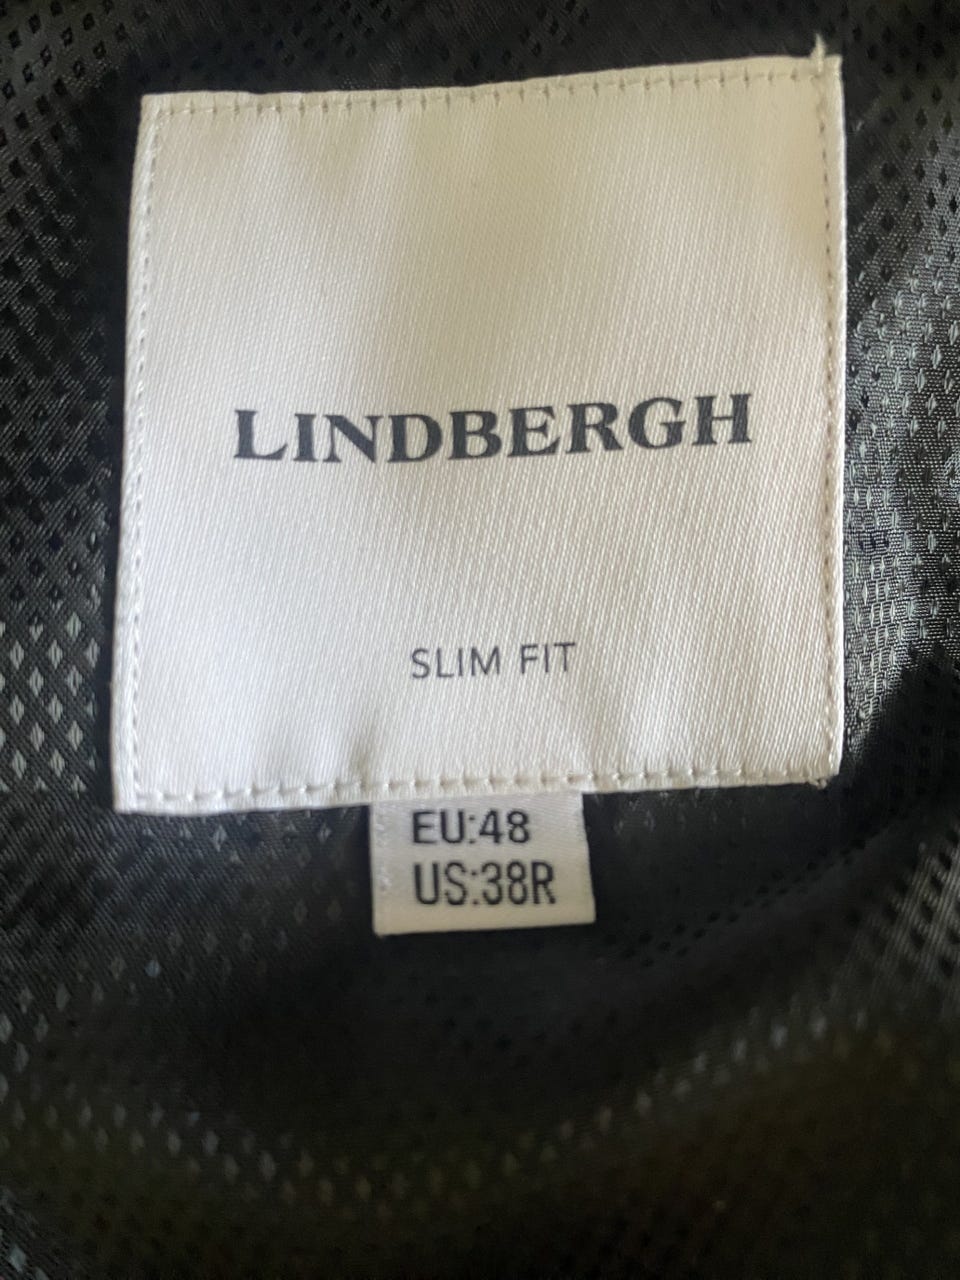 LINDBERGH
SLIM FIT
EU:48
US:38R